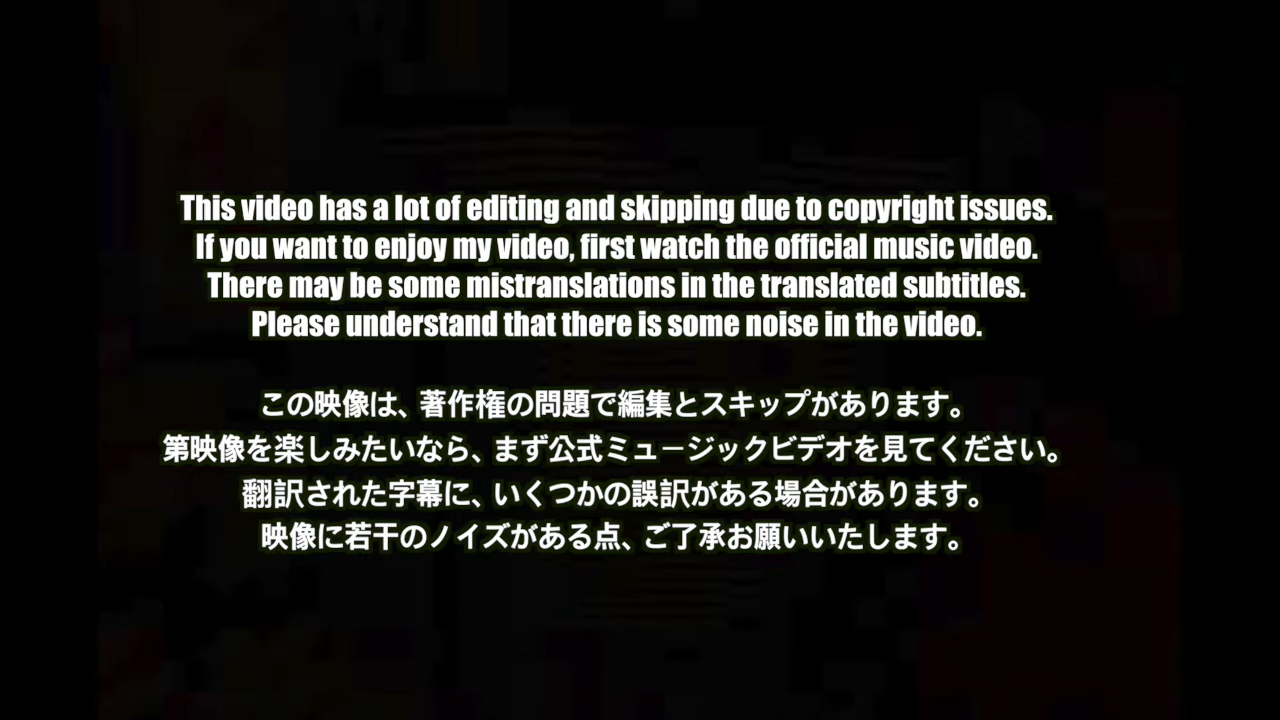 This video has a lot of editing and skipping due to copyright issues.
If you want to enjoy my video, first watch the official music video.
There may be some mistranslations in the translated subtitles.
Please understand that there is some noise in the video.
この映像は、著作権の問題で編集とスキップがあります。
第映像を楽しみたいなら、まず公式ミュージックビデオを見てください。
翻訳された字幕に、いくつかの誤訳がある場合があります。
映像に若干のノイズがある点、ご了承お願いいたします。